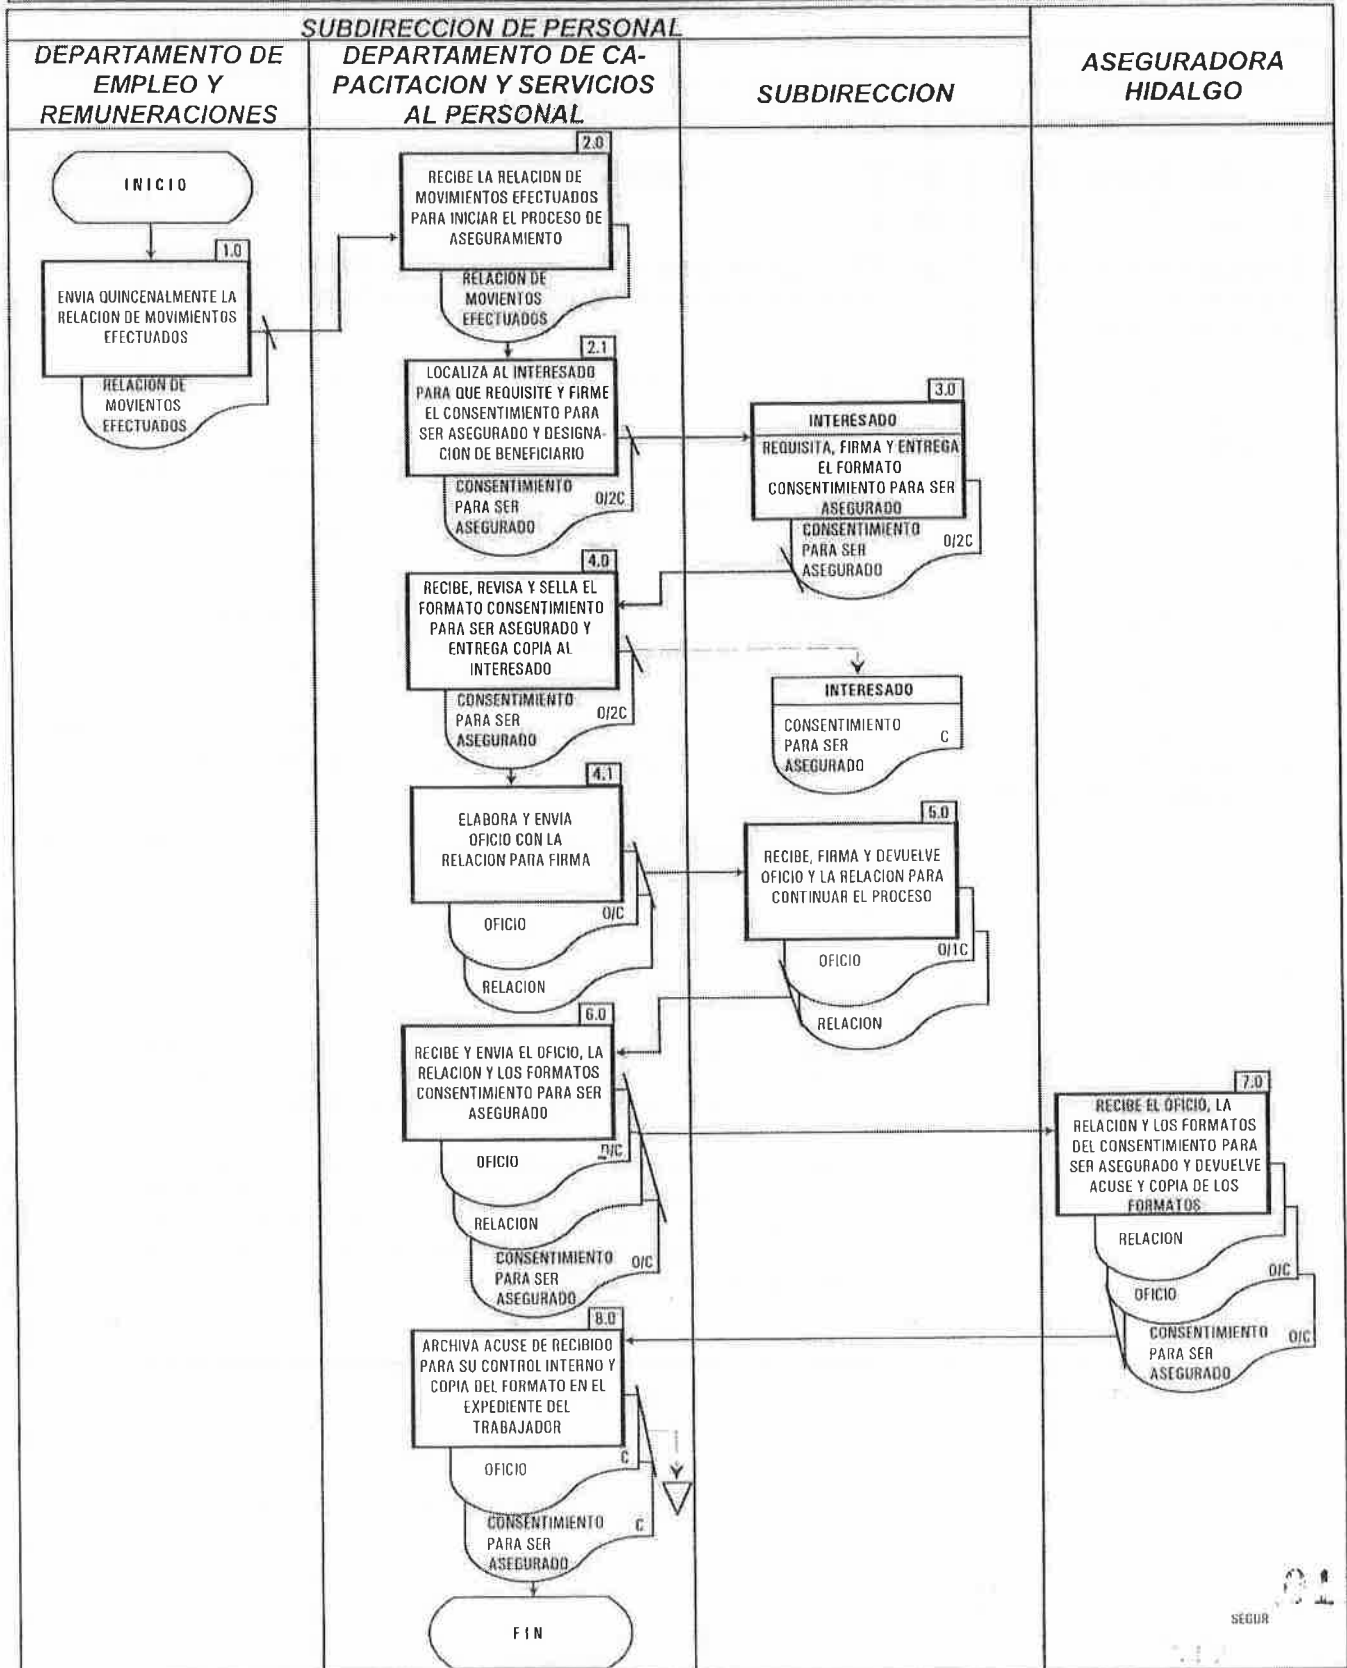 SUBDIRECCION DE PERSONAL
DEPARTAMENTO DE
EMPLEO Y
REMUNERACIONES
DEPARTAMENTO DE CA-
PACITACION Y SERVICIOS
AL PERSONAL
SUBDIRECCION
ASEGURADORA
HIDALGO
INICIO
1.0
ENVIA QUINCENALMENTE LA
RELACION DE MOVIMIENTOS
EFECTUADOS
RELACION DE
MOVIENTOS
EFECTUADOS
2.0
RECIBE LA RELACION DE
MOVIMIENTOS EFECTUADOS
PARA INICIAR EL PROCESO DE
ASEGURAMIENTO
RELACION DE
MOVIENTOS
EFECTUADOS
2.1
LOCALIZA AL INTERESADO
PARA QUE REQUISITE Y FIRME
EL CONSENTIMIENTO PARA
SER ASEGURADO Y DESIGNA-
CION DE BENEFICIARIO
CONSENTIMIENTO
PARA SER
ASEGURADO
O/2C
3.0
INTERESADO
REQUISITA, FIRMA Y ENTREGA
EL FORMATO
CONSENTIMIENTO PARA SER
ASEGURADO
CONSENTIMIENTO
PARA SER
ASEGURADO
O/2C
4.0
RECIBE, REVISA Y SELLA EL
FORMATO CONSENTIMIENTO
PARA SER ASEGURADO Y
ENTREGA COPIA AL
INTERESADO
CONSENTIMIENTO
PARA SER
ASEGURADO
O/2C
INTERESADO
CONSENTIMIENTO
PARA SER
ASEGURADO
C
4.1
ELABORA Y ENVIA
OFICIO CON LA
RELACION PARA FIRMA
OFICIO
O/C
RELACION
5.0
RECIBE, FIRMA Y DEVUELVE
OFICIO Y LA RELACION PARA
CONTINUAR EL PROCESO
OFICIO
O/1C
RELACION
6.0
RECIBE Y ENVIA EL OFICIO, LA
RELACION Y LOS FORMATOS
CONSENTIMIENTO PARA SER
ASEGURADO
OFICIO
O/C
RELACION
CONSENTIMIENTO
PARA SER
ASEGURADO
O/C
7.0
RECIBE EL OFICIO, LA
RELACION Y LOS FORMATOS
DEL CONSENTIMIENTO PARA
SER ASEGURADO Y DEVUELVE
ACUSE Y COPIA DE LOS
FORMATOS
RELACION
O/C
OFICIO
CONSENTIMIENTO
PARA SER
ASEGURADO
O/C
8.0
ARCHIVA ACUSE DE RECIBIDO
PARA SU CONTROL INTERNO Y
COPIA DEL FORMATO EN EL
EXPEDIENTE DEL
TRABAJADOR
OFICIO
C
CONSENTIMIENTO
PARA SER
ASEGURADO
C
FIN
SEGUR